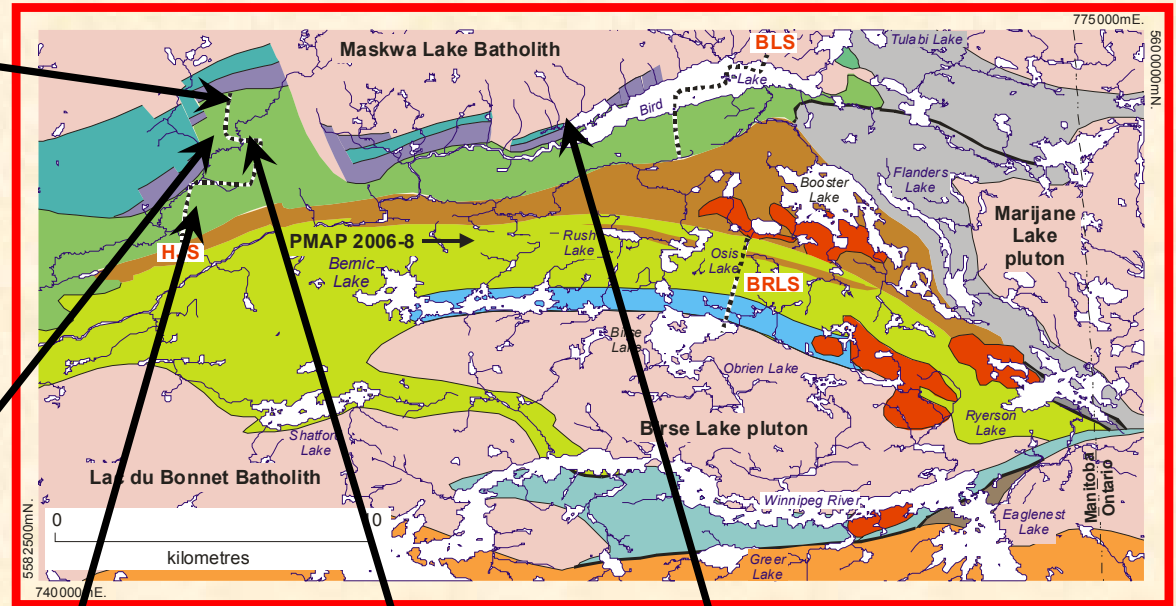 775000mE.
5600000mN.
Maskwa Lake Batholith
BLS
Tulabi Lake
Lake
Bird
Flanders
Lake
Booster
Lake
Marijane
Lake
pluton
PMAP 2006-8
Rush
Lake
Bernic
Lake
Osis
Lake
BRLS
Birse
Lake
Obrien Lake
Birse Lake pluton
Ryerson
Lake
Shatford
Lake
Lac du Bonnet Batholith
Manitoba
Ontario
Winnipeg River
Eaglenest
Lake
0
kilometres
Greer
Lake
5582500mN.
740000mE.